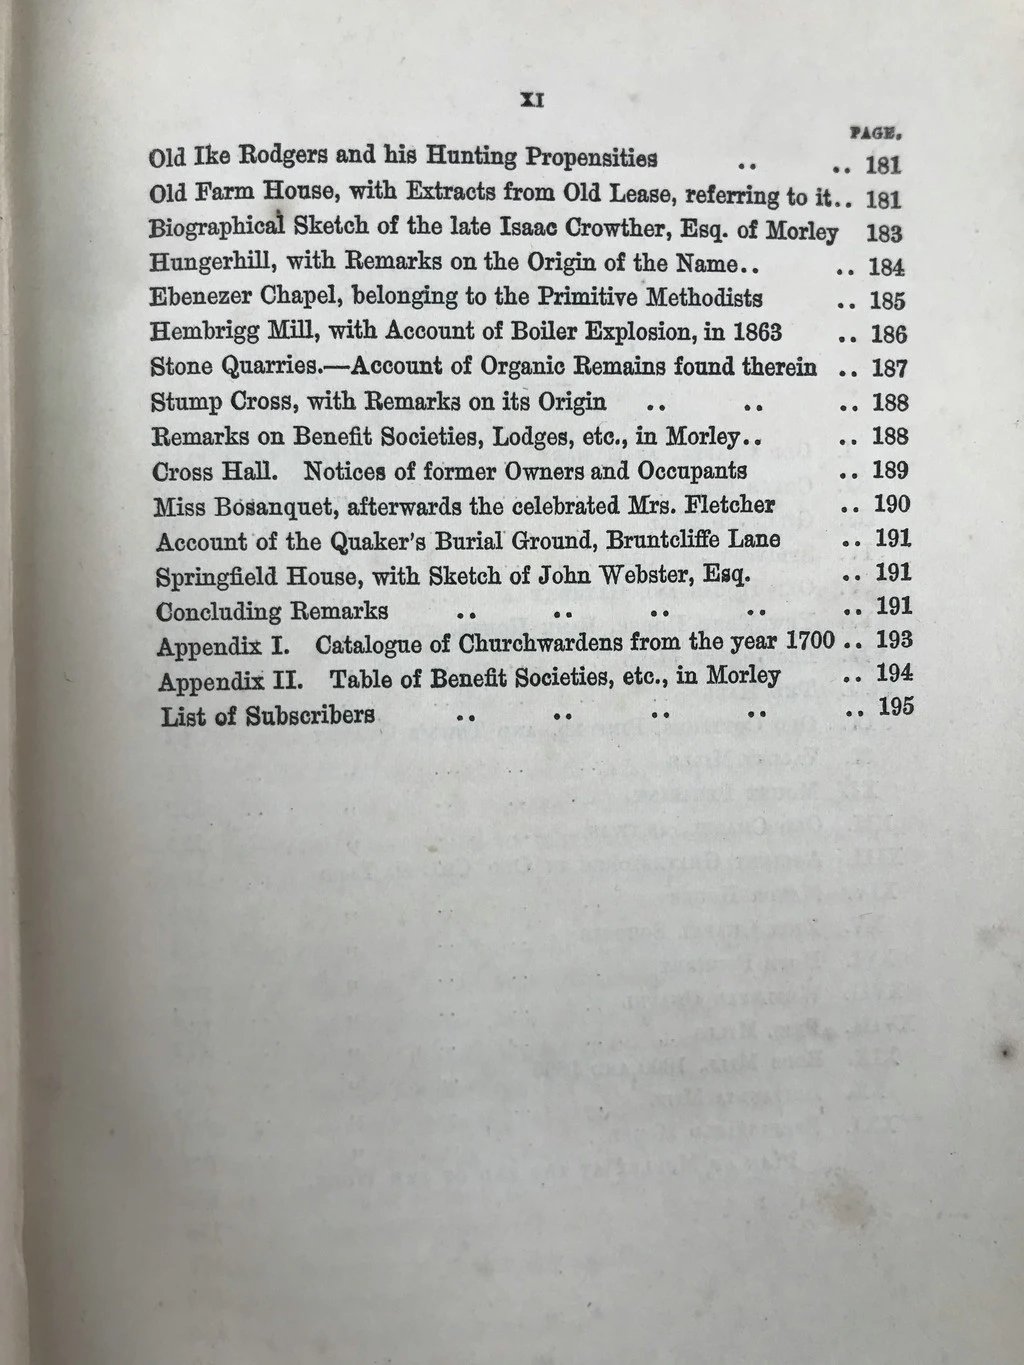 XI
PAGE.
Old Ike Rodgers and his Hunting Propensities .. .. 181
Old Farm House, with Extracts from Old Lease, referring to it.. 181
Biographical Sketch of the late Isaac Crowther, Esq. of Morley 183
Hungerhill, with Remarks on the Origin of the Name.. .. 184
Ebenezer Chapel, belonging to the Primitive Methodists .. 185
Hembrigg Mill, with Account of Boiler Explosion, in 1863 .. 186
Stone Quarries.—Account of Organic Remains found therein .. 187
Stump Cross, with Remarks on its Origin .. .. .. 188
Remarks on Benefit Societies, Lodges, etc., in Morley.. .. 188
Cross Hall. Notices of former Owners and Occupants .. 189
Miss Bosanquet, afterwards the celebrated Mrs. Fletcher .. 190
Account of the Quaker's Burial Ground, Bruntcliffe Lane .. 191
Springfield House, with Sketch of John Webster, Esq. .. 191
Concluding Remarks .. .. .. .. .. 191
Appendix I. Catalogue of Churchwardens from the year 1700 .. 193
Appendix II. Table of Benefit Societies, etc., in Morley .. 194
List of Subscribers .. .. .. .. .. 195